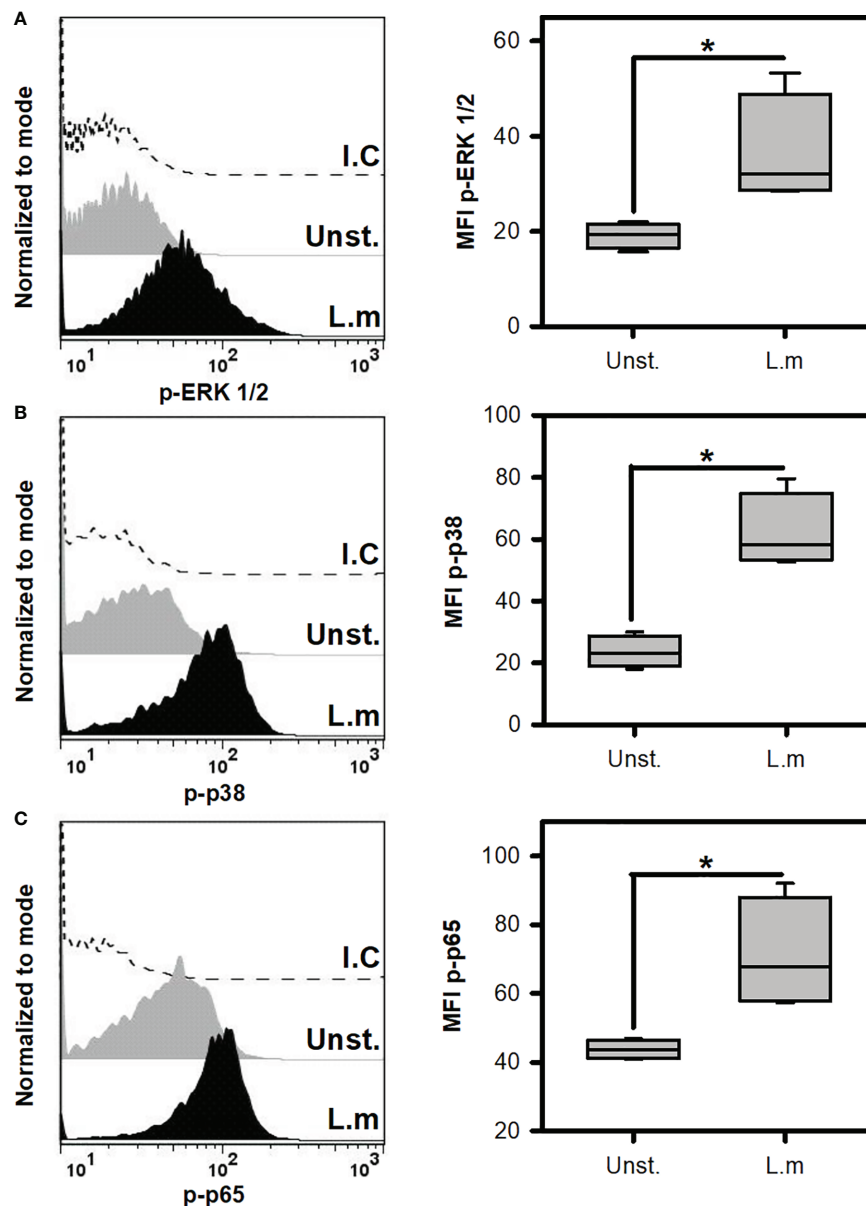 A
Normalized to mode
I.C
Unst.
L.m
10¹ 10² 10³
p-ERK 1/2
MFI p-ERK 1/2
60
40
20
0
*
Unst. L.m
B
Normalized to mode
I.C
Unst.
L.m
10¹ 10² 10³
p-p38
MFI p-p38
100
80
60
40
20
0
*
Unst. L.m
C
Normalized to mode
I.C
Unst.
L.m
10¹ 10² 10³
p-p65
MFI p-p65
100
80
60
40
20
*
Unst. L.m